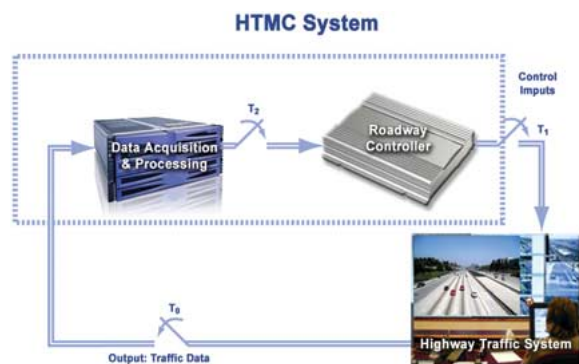 HTMC System
Control
Imputs
T2
Data Acquisition
& Processing
Roadway
Controller
T1
Highway Traffic System
T0
Output: Traffic Data